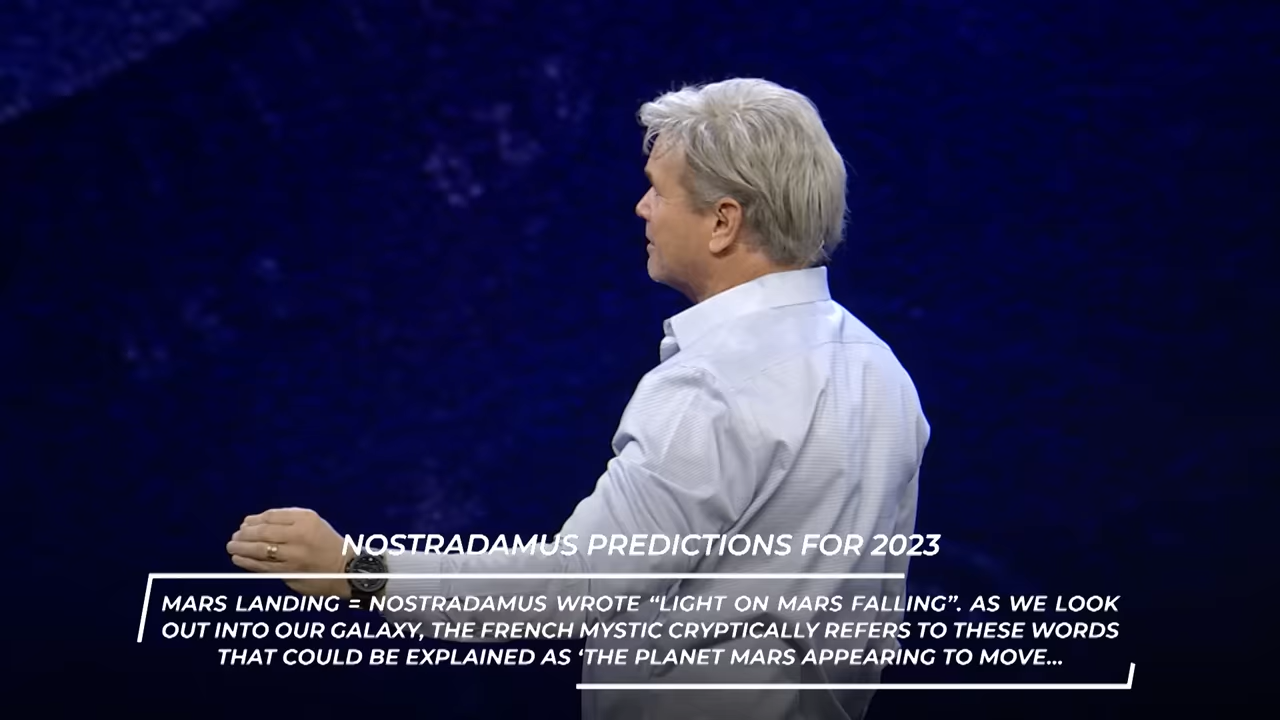 NOSTRADAMUS PREDICTIONS FOR 2023
MARS LANDING = NOSTRADAMUS WROTE “LIGHT ON MARS FALLING”. AS WE LOOK
OUT INTO OUR GALAXY, THE FRENCH MYSTIC CRYPTICALLY REFERS TO THESE WORDS
THAT COULD BE EXPLAINED AS ‘THE PLANET MARS APPEARING TO MOVE...